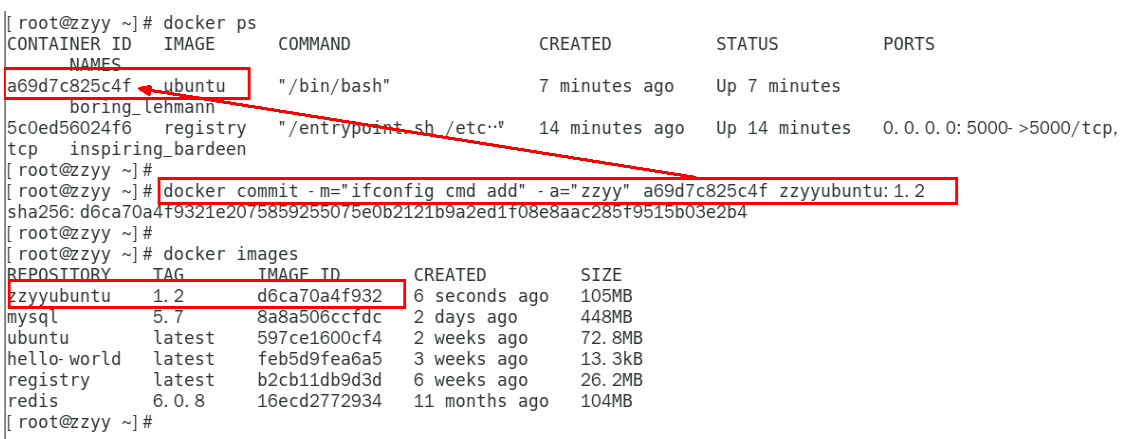 [root@zzyy ~]# docker ps
CONTAINER ID IMAGE COMMAND CREATED STATUS PORTS
NAMES
a69d7c825c4f ubuntu "/bin/bash" 7 minutes ago Up 7 minutes
boring_lehmann
5c0ed56024f6 registry "/entrypoint.sh /etc…" 14 minutes ago Up 14 minutes 0.0.0.0:5000->5000/tcp,
tcp inspiring_bardeen
[root@zzyy ~]#
[root@zzyy ~]# docker commit -m="ifconfig cmd add" -a="zzyy" a69d7c825c4f zzyyubuntu:1.2
sha256:d6ca70a4f9321e2075859255075e0b2121b9a2ed1f08e8aac285f9515b03e2b4
[root@zzyy ~]#
[root@zzyy ~]# docker images
REPOSITORY TAG IMAGE ID CREATED SIZE
zzyyubuntu 1.2 d6ca70a4f932 6 seconds ago 105MB
mysql 5.7 8a8a506ccfdc 2 days ago 448MB
ubuntu latest 597ce1600cf4 2 weeks ago 72.8MB
hello-world latest feb5d9fea6a5 3 weeks ago 13.3kB
registry latest b2cb11db9d3d 6 weeks ago 26.2MB
redis 6.0.8 16ecd2772934 11 months ago 104MB
[root@zzyy ~]#